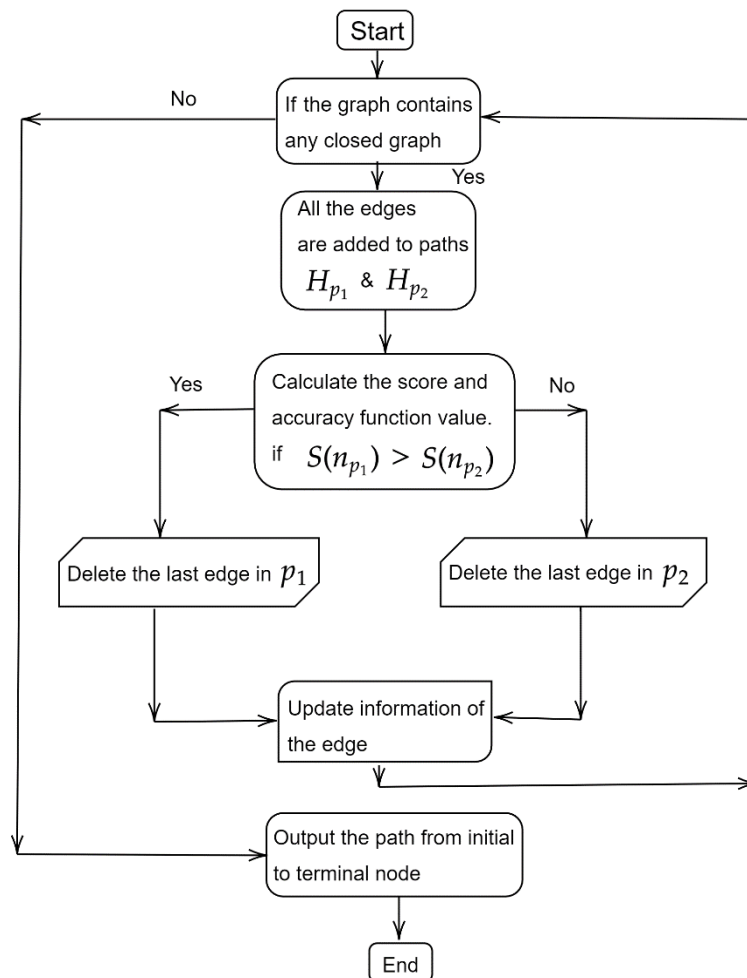 Start
No
If the graph contains
any closed graph
Yes
All the edges
are added to paths
H_{p_1} & H_{p_2}
Yes
Calculate the score and
No
accuracy function value.
if S(n_{p_1}) > S(n_{p_2})
Delete the last edge in p_1
Delete the last edge in p_2
Update information of
the edge
Output the path from initial
to terminal node
End